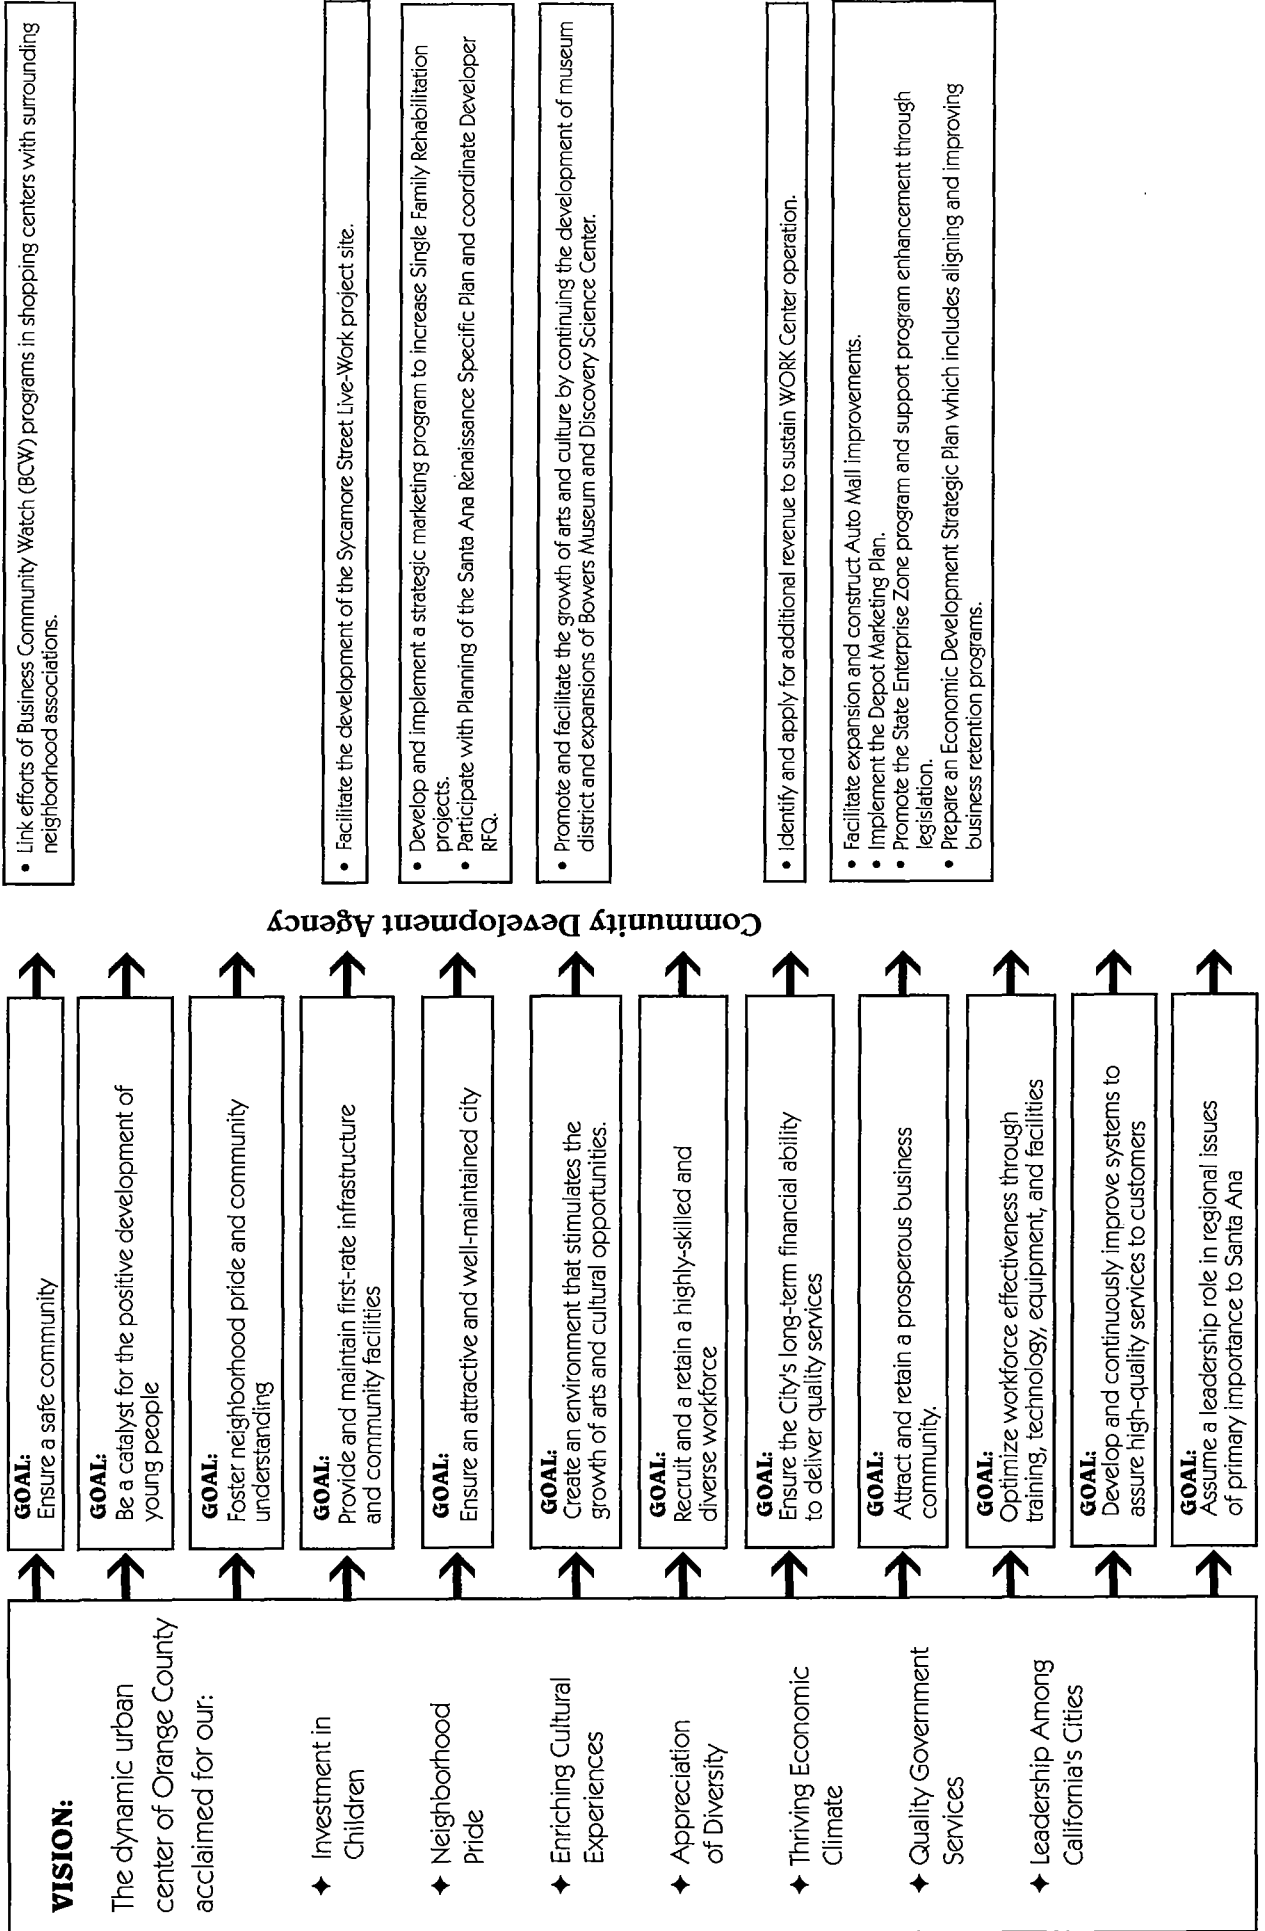 VISION:
The dynamic urban
center of Orange County
acclaimed for our:
✦ Investment in
Children
✦ Neighborhood
Pride
✦ Enriching Cultural
Experiences
✦ Appreciation
of Diversity
✦ Thriving Economic
Climate
✦ Quality Government
Services
✦ Leadership Among
California's Cities
GOAL:
Ensure a safe community
GOAL:
Be a catalyst for the positive development of
young people
GOAL:
Foster neighborhood pride and community
understanding
GOAL:
Provide and maintain first-rate infrastructure
and community facilities
GOAL:
Ensure an attractive and well-maintained city
GOAL:
Create an environment that stimulates the
growth of arts and cultural opportunities.
GOAL:
Recruit and a retain a highly-skilled and
diverse workforce
GOAL:
Ensure the City's long-term financial ability
to deliver quality services
GOAL:
Attract and retain a prosperous business
community.
GOAL:
Optimize workforce effectiveness through
training, technology, equipment, and facilities
GOAL:
Develop and continuously improve systems to
assure high-quality services to customers
GOAL:
Assume a leadership role in regional issues
of primary importance to Santa Ana
Community Development Agency
• Link efforts of Business Community Watch (BCW) programs in shopping centers with surrounding
neighborhood associations.
• Facilitate the development of the Sycamore Street Live-Work project site.
• Develop and implement a strategic marketing program to increase Single Family Rehabilitation
projects.
• Participate with Planning of the Santa Ana Renaissance Specific Plan and coordinate Developer
RFQ.
• Promote and facilitate the growth of arts and culture by continuing the development of museum
district and expansions of Bowers Museum and Discovery Science Center.
• Identify and apply for additional revenue to sustain WORK Center operation.
• Facilitate expansion and construct Auto Mall improvements.
• Implement the Depot Marketing Plan.
• Promote the State Enterprise Zone program and support program enhancement through
legislation.
• Prepare an Economic Development Strategic Plan which includes aligning and improving
business retention programs.